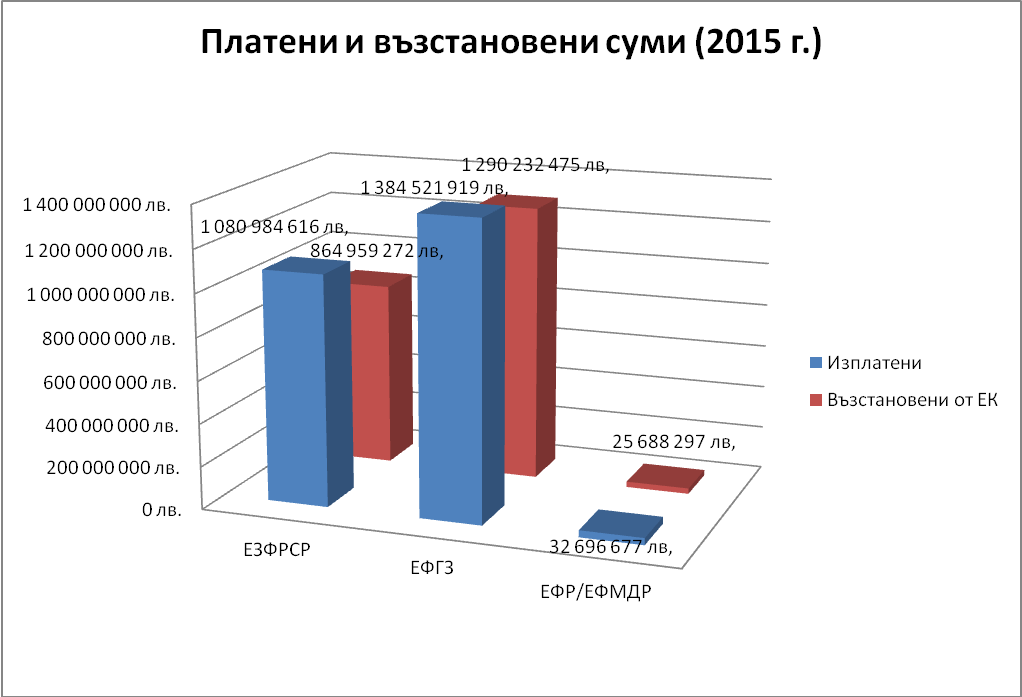 Платени и възстановени суми (2015 г.)
1 290 232 475 лв,
1 384 521 919 лв,
1 400 000 000 лв.
1 080 984 616 лв,
864 959 272 лв,
1 200 000 000 лв.
1 000 000 000 лв.
800 000 000 лв.
600 000 000 лв.
400 000 000 лв.
200 000 000 лв.
0 лв.
Изплатени
Възстановени от ЕК
25 688 297 лв,
32 696 677 лв,
ЕЗФРСР
ЕФГЗ
ЕФР/ЕФМДР